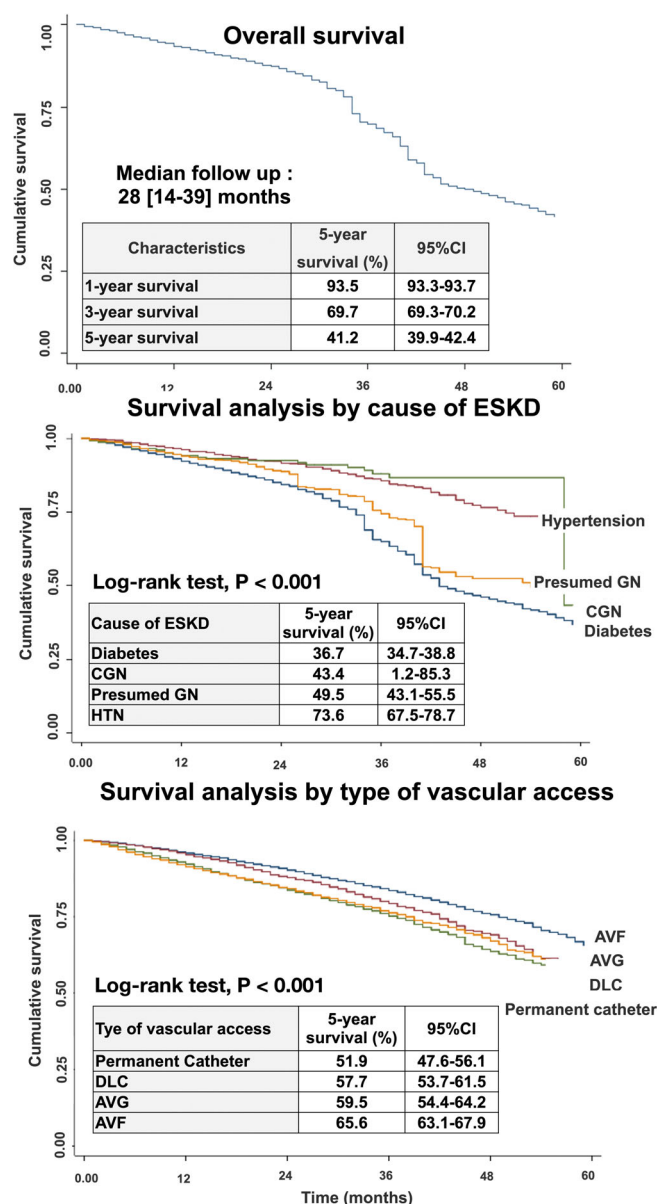 Overall survival
Cumulative survival
1.00
0.75
0.50
0.25
0.00
Median follow up :
28 [14-39] months
Characteristics 5-year survival (%) 95%CI
1-year survival 93.5 93.3-93.7
3-year survival 69.7 69.3-70.2
5-year survival 41.2 39.9-42.4
0.00 12 24 36 48 60
Survival analysis by cause of ESKD
Cumulative survival
1.00
0.75
0.50
0.25
0.00
Hypertension
Presumed GN
CGN
Diabetes
Log-rank test, P < 0.001
Cause of ESKD 5-year survival (%) 95%CI
Diabetes 36.7 34.7-38.8
CGN 43.4 1.2-85.3
Presumed GN 49.5 43.1-55.5
HTN 73.6 67.5-78.7
0.00 12 24 36 48 60
Survival analysis by type of vascular access
Cumulative survival
1.00
0.75
0.50
0.25
0.00
AVF
AVG
DLC
Permanent catheter
Log-rank test, P < 0.001
Tye of vascular access 5-year survival (%) 95%CI
Permanent Catheter 51.9 47.6-56.1
DLC 57.7 53.7-61.5
AVG 59.5 54.4-64.2
AVF 65.6 63.1-67.9
0.00 12 24 36 48 60
Time (months)